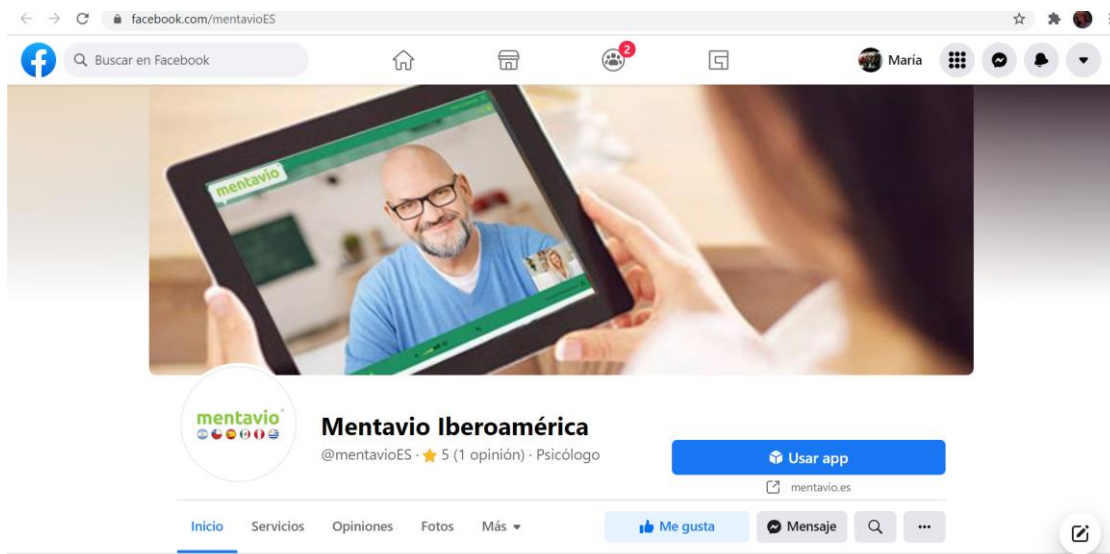 facebook.com/mentavioES
Buscar en Facebook
2
María
mentavio
mentavio
Mentavio Iberoamérica
@mentavioES · 5 (1 opinión) · Psicólogo
Usar app
mentavio.es
Inicio Servicios Opiniones Fotos Más
Me gusta Mensaje